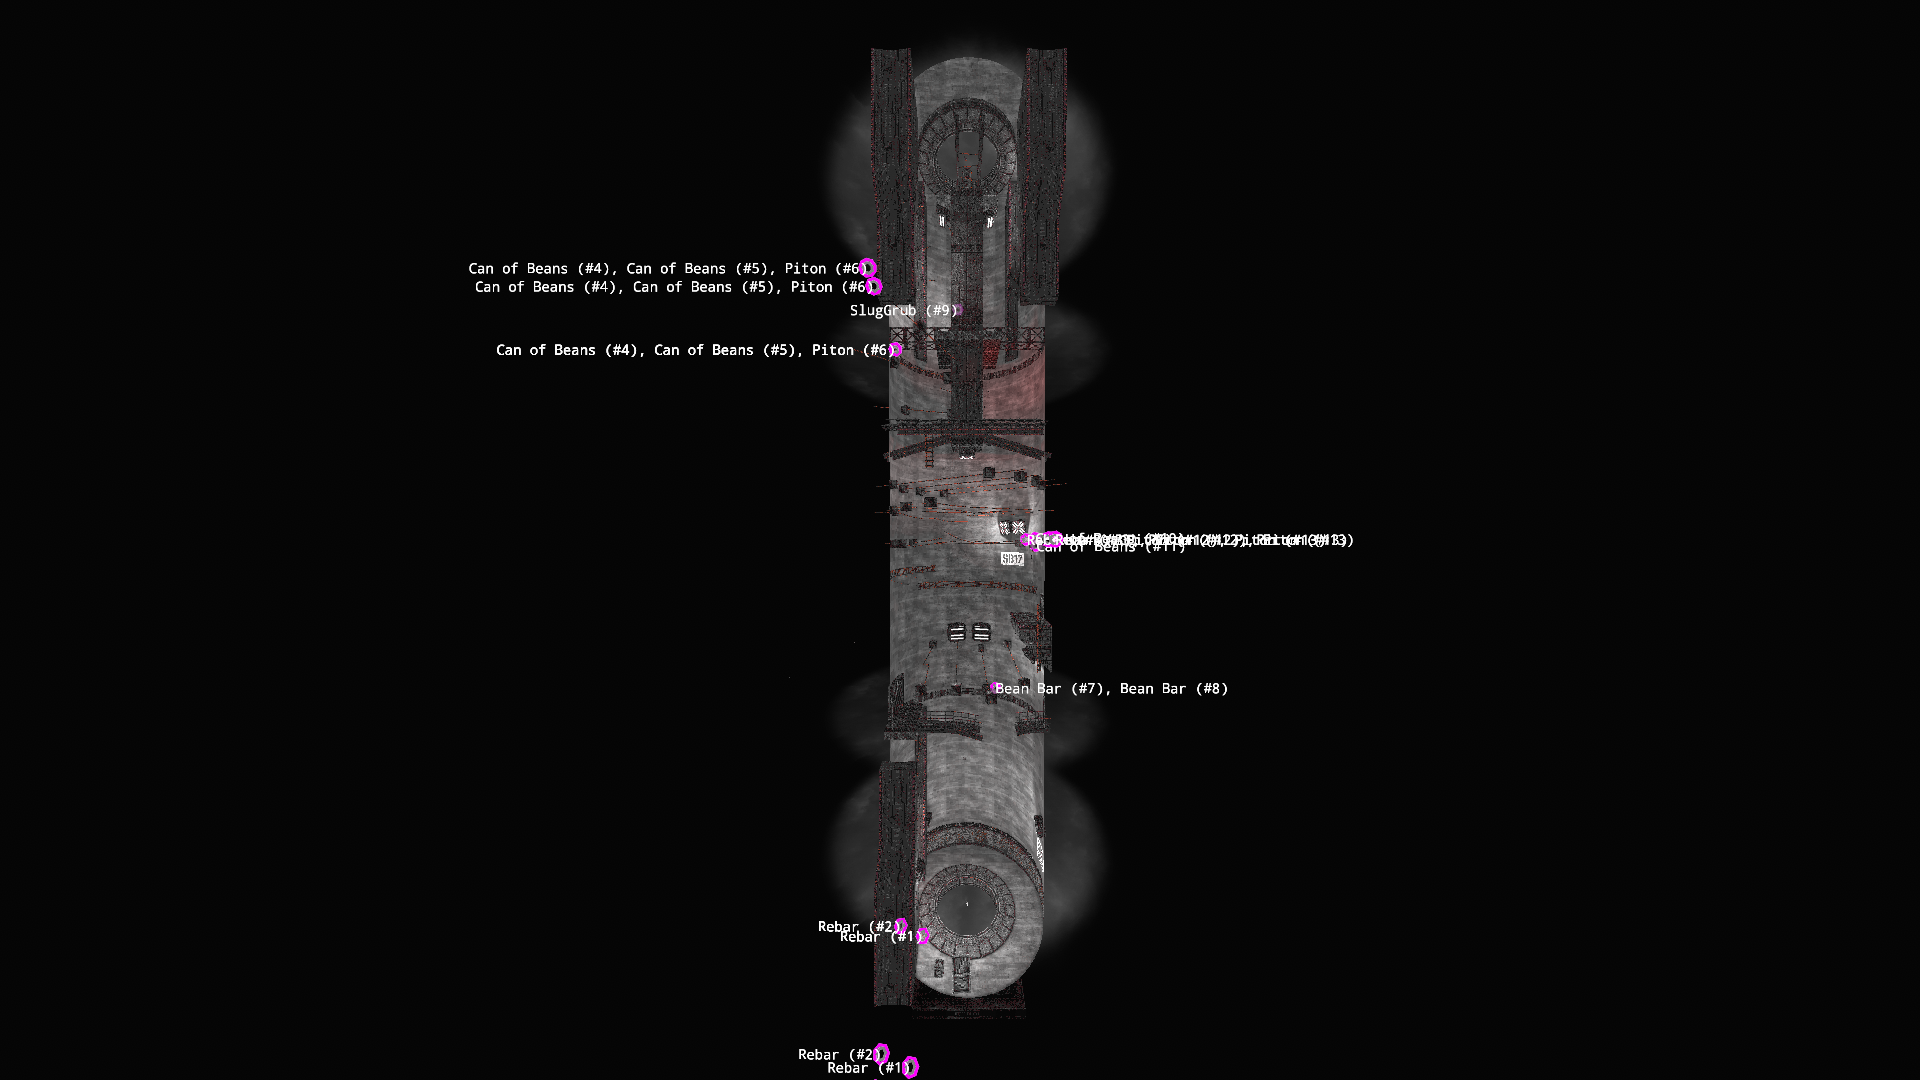 Can of Beans (#4), Can of Beans (#5), Piton (#6)
Can of Beans (#4), Can of Beans (#5), Piton (#6)
SlugGrub (#9)
Can of Beans (#4), Can of Beans (#5), Piton (#6)
Can of Beans (#11)
Bean Bar (#7), Bean Bar (#8)
Rebar (#2)
Rebar (#1)
Rebar (#2)
Rebar (#1)